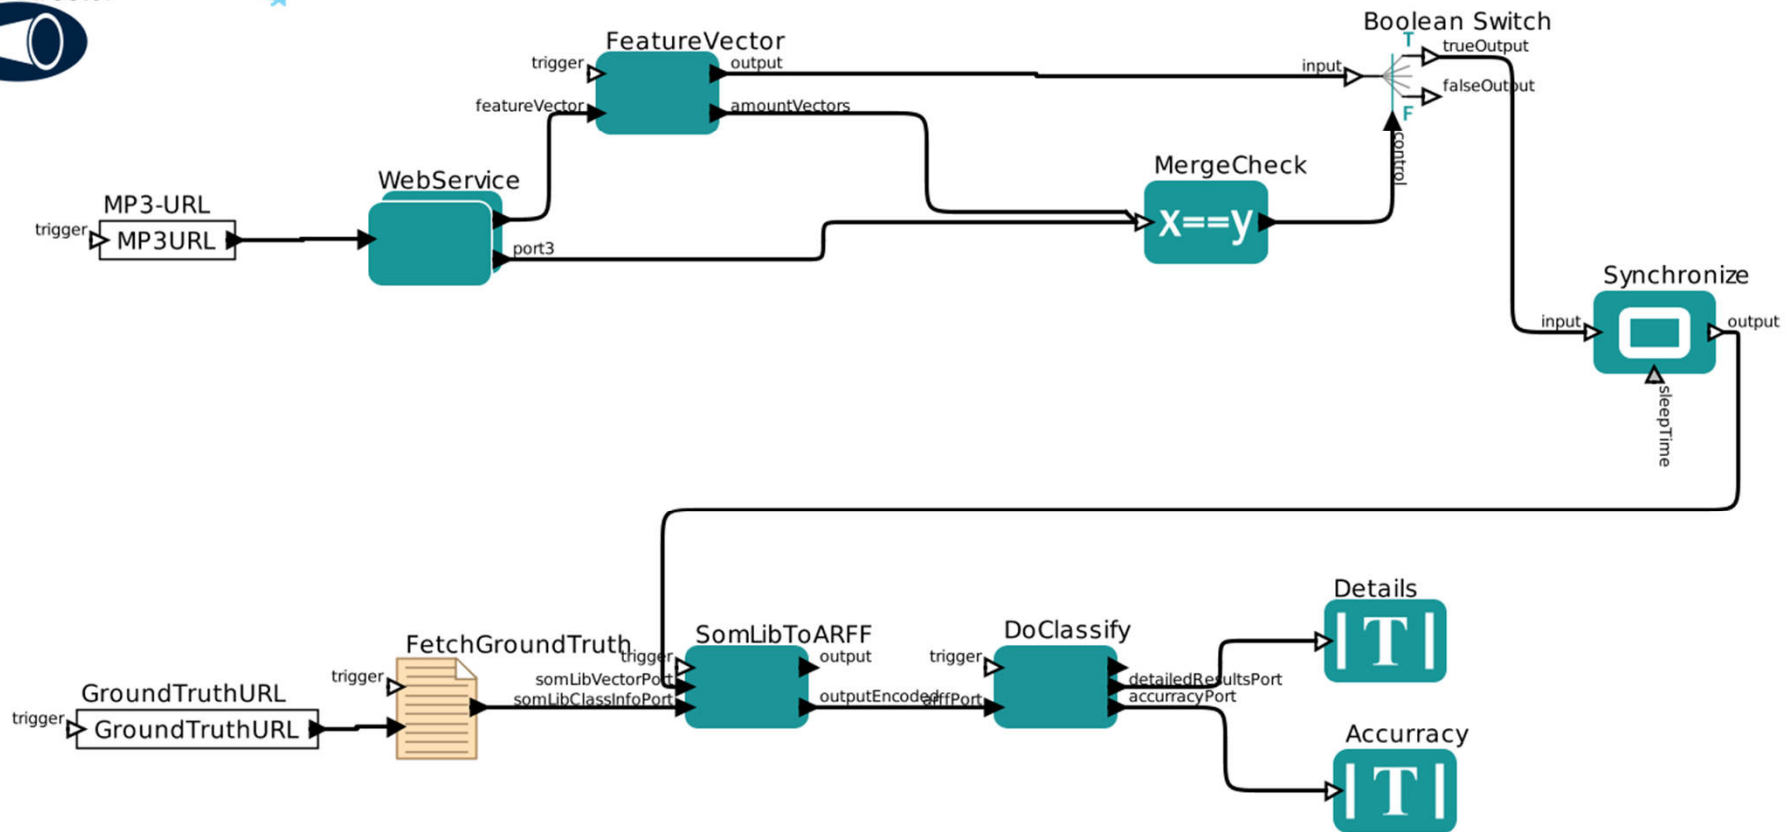 Boolean Switch
FeatureVector
T
trueOutput
trigger
output
input
falseOutput
featureVector
amountVectors
F
control
MergeCheck
WebService
MP3-URL
trigger
MP3URL
x==y
port3
Synchronize
input
output
sleepTime
Details
T
DoClassify
SomLibToARFF
FetchGroundTruth
trigger
output
trigger
trigger
somLibVectorPort
detailedResultsPort
GroundTruthURL
somLibClassInfoPort
outputEncoded
arffPort
accurracyPort
trigger
GroundTruthURL
Accurracy
T